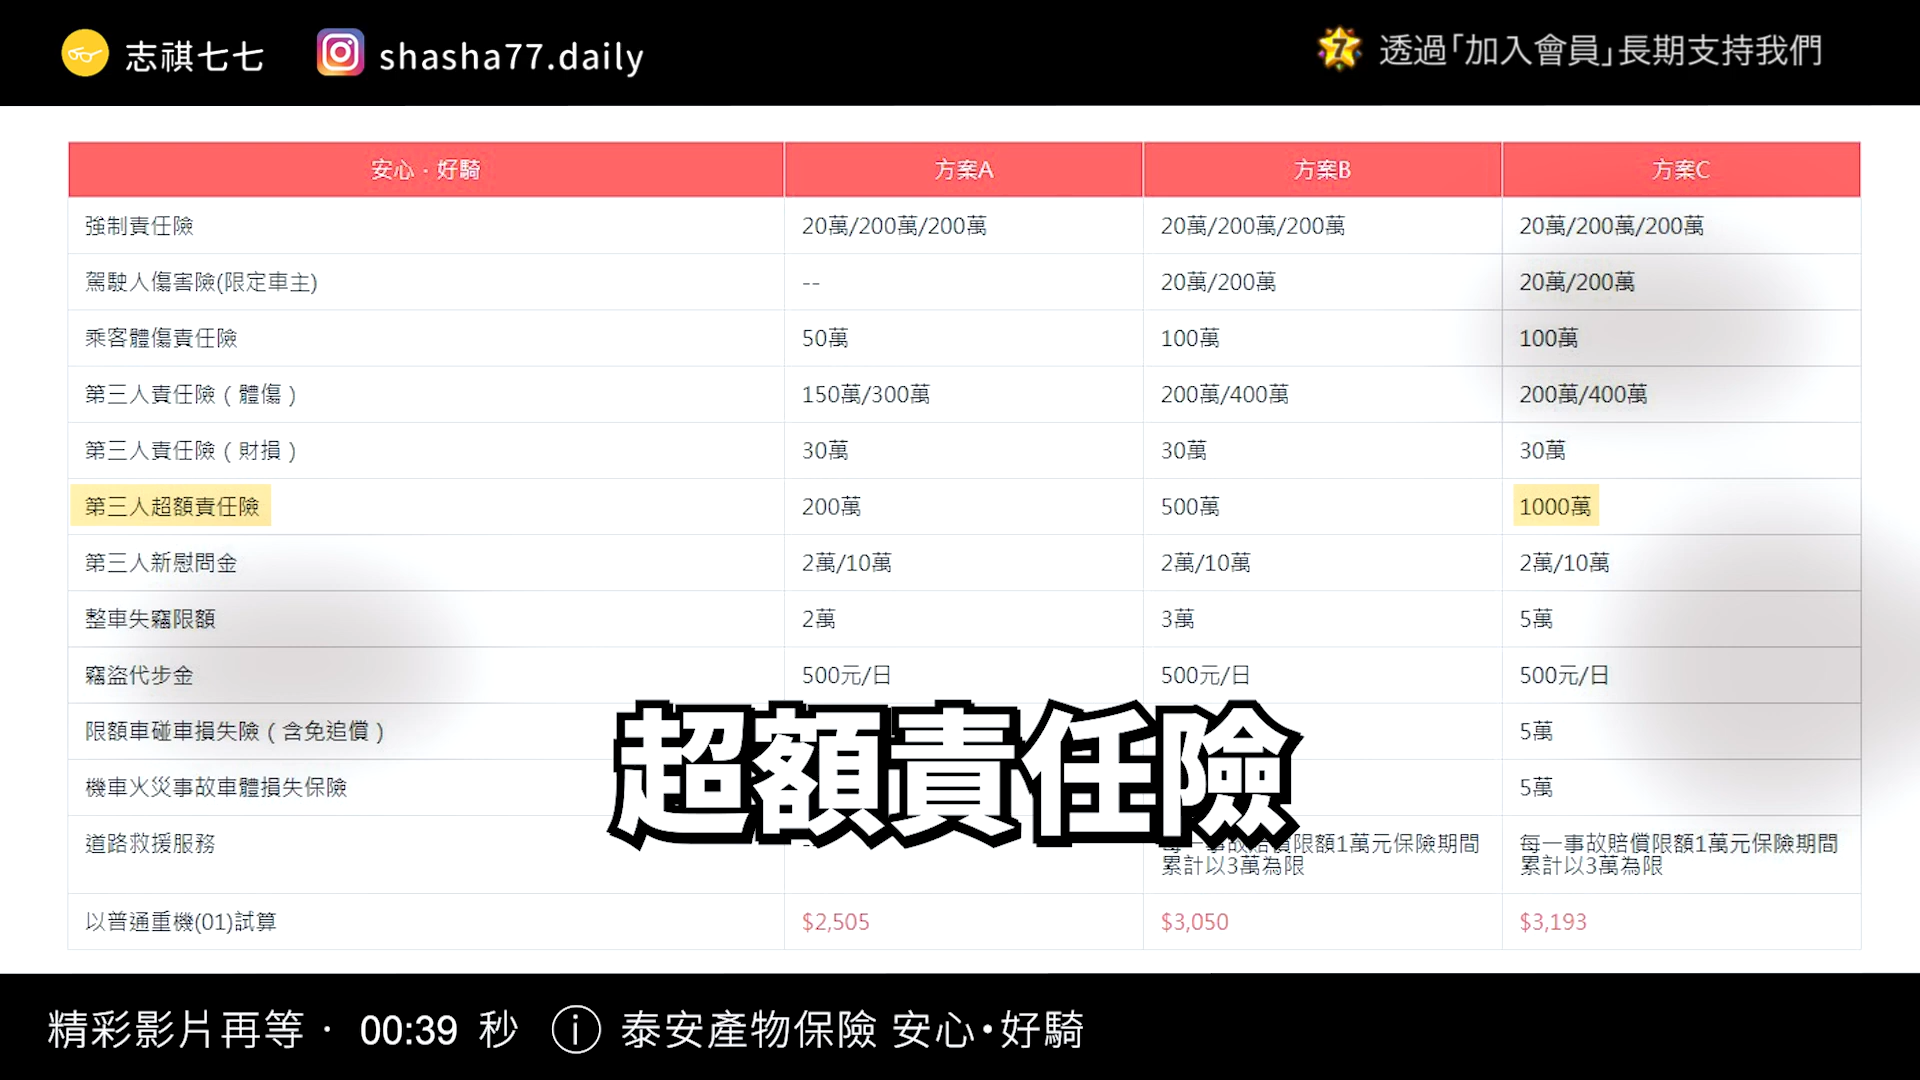 志祺七七 shasha77.daily 7 透過「加入會員」長期支持我們
安心‧好騎 方案A 方案B 方案C
強制責任險 20萬/200萬/200萬 20萬/200萬/200萬 20萬/200萬/200萬
駕駛人傷害險(限定車主) -- 20萬/200萬 20萬/200萬
乘客體傷責任險 50萬 100萬 100萬
第三人責任險 ( 體傷 ) 150萬/300萬 200萬/400萬 200萬/400萬
第三人責任險 ( 財損 ) 30萬 30萬 30萬
第三人超額責任險 200萬 500萬 1000萬
第三人新慰問金 2萬/10萬 2萬/10萬 2萬/10萬
整車失竊限額 2萬 3萬 5萬
竊盜代步金 500元/日 500元/日 500元/日
限額車碰車損失險 ( 含免追償 ) 5萬
超額責任險
機車火災事故車體損失保險 5萬
道路救援服務 每一事故賠償限額1萬元保險期間 每一事故賠償限額1萬元保險期間
累計以3萬為限 累計以3萬為限
以普通重機(01)試算 $2,505 $3,050 $3,193
精彩影片再等‧ 00:39 秒 i 泰安產物保險 安心•好騎